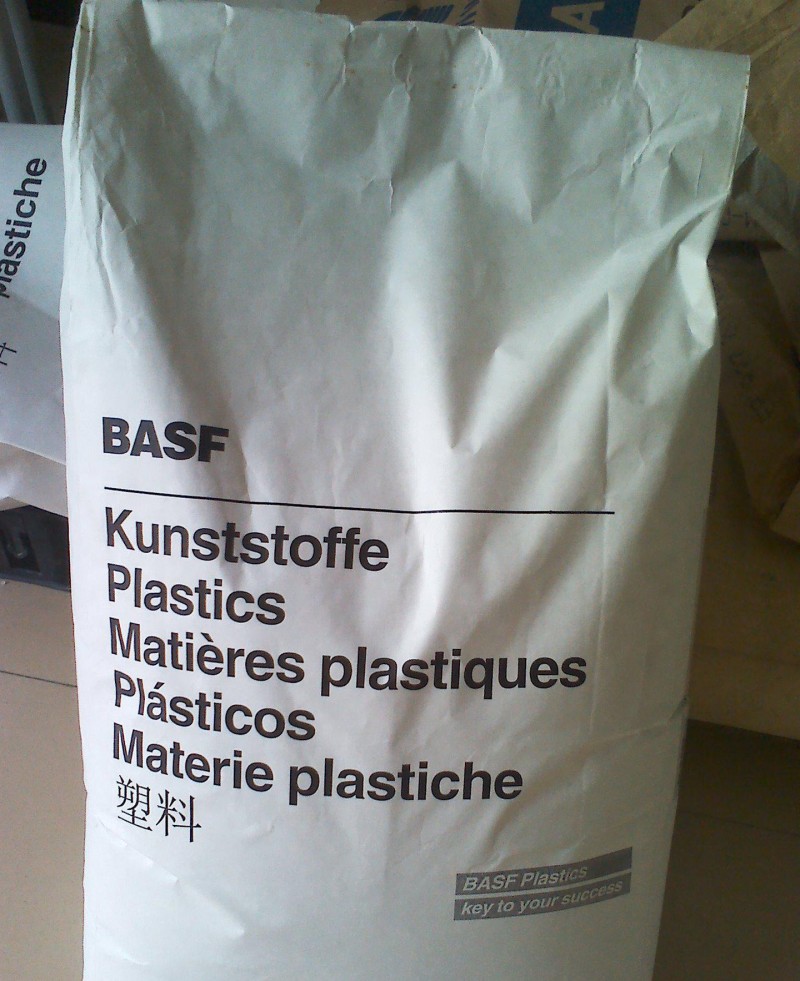 BASF
Kunststoffe
Plastics
Matières plastiques
Plásticos
Materie plastiche
塑料
BASF Plastics
key to your success
plastiche
A